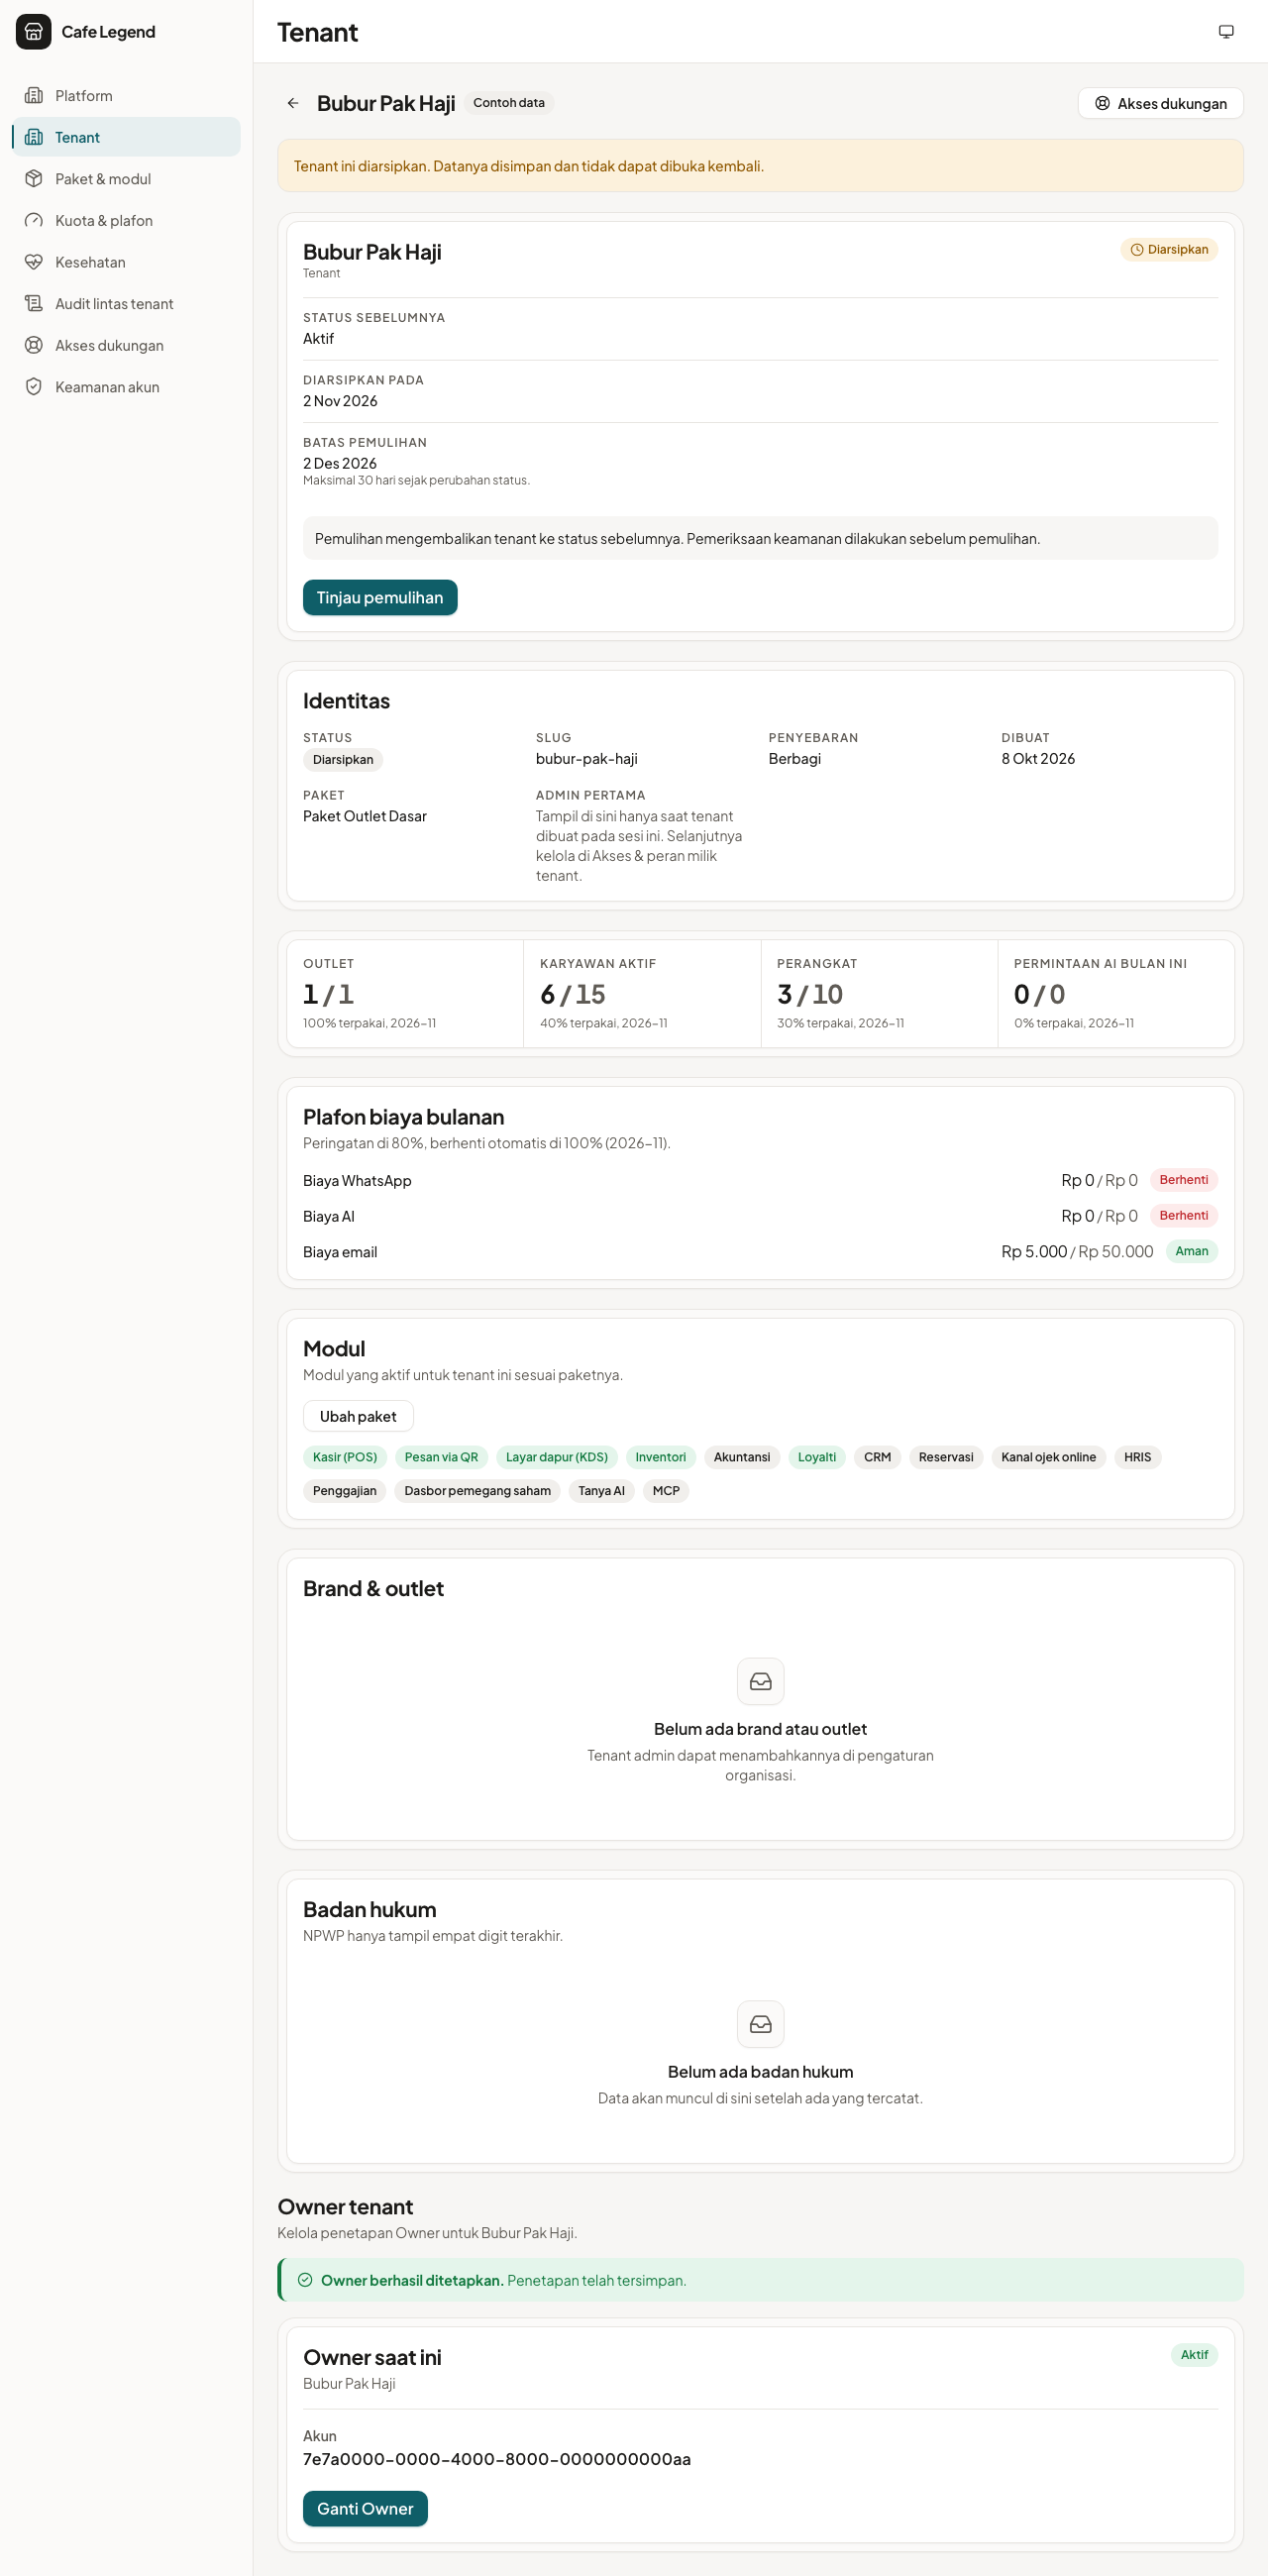 Cafe Legend
Tenant
Platform
Tenant
Paket & modul
Kuota & plafon
Kesehatan
Audit lintas tenant
Akses dukungan
Keamanan akun
Bubur Pak Haji
Contoh data
Akses dukungan
Tenant ini diarsipkan. Datanya disimpan dan tidak dapat dibuka kembali.
Bubur Pak Haji
Diarsipkan
Tenant
STATUS SEBELUMNYA
Aktif
DIARSIPKAN PADA
2 Nov 2026
BATAS PEMULIHAN
2 Des 2026
Maksimal 30 hari sejak perubahan status.
Pemulihan mengembalikan tenant ke status sebelumnya. Pemeriksaan keamanan dilakukan sebelum pemulihan.
Tinjau pemulihan
Identitas
STATUS
Diarsipkan
SLUG
bubur-pak-haji
PENYEBARAN
Berbagi
DIBUAT
8 Okt 2026
PAKET
Paket Outlet Dasar
ADMIN PERTAMA
Tampil di sini hanya saat tenant
dibuat pada sesi ini. Selanjutnya
kelola di Akses & peran milik
tenant.
OUTLET
1 / 1
100% terpakai, 2026-11
KARYAWAN AKTIF
6 / 15
40% terpakai, 2026-11
PERANGKAT
3 / 10
30% terpakai, 2026-11
PERMINTAAN AI BULAN INI
0 / 0
0% terpakai, 2026-11
Plafon biaya bulanan
Peringatan di 80%, berhenti otomatis di 100% (2026-11).
Biaya WhatsApp
Rp 0 / Rp 0
Berhenti
Biaya AI
Rp 0 / Rp 0
Berhenti
Biaya email
Rp 5.000 / Rp 50.000
Aman
Modul
Modul yang aktif untuk tenant ini sesuai paketnya.
Ubah paket
Kasir (POS)
Pesan via QR
Layar dapur (KDS)
Inventori
Akuntansi
Loyalti
CRM
Reservasi
Kanal ojek online
HRIS
Penggajian
Dasbor pemegang saham
Tanya AI
MCP
Brand & outlet
Belum ada brand atau outlet
Tenant admin dapat menambahkannya di pengaturan
organisasi.
Badan hukum
NPWP hanya tampil empat digit terakhir.
Belum ada badan hukum
Data akan muncul di sini setelah ada yang tercatat.
Owner tenant
Kelola penetapan Owner untuk Bubur Pak Haji.
Owner berhasil ditetapkan. Penetapan telah tersimpan.
Owner saat ini
Aktif
Bubur Pak Haji
Akun
7e7a0000-0000-4000-8000-0000000000aa
Ganti Owner